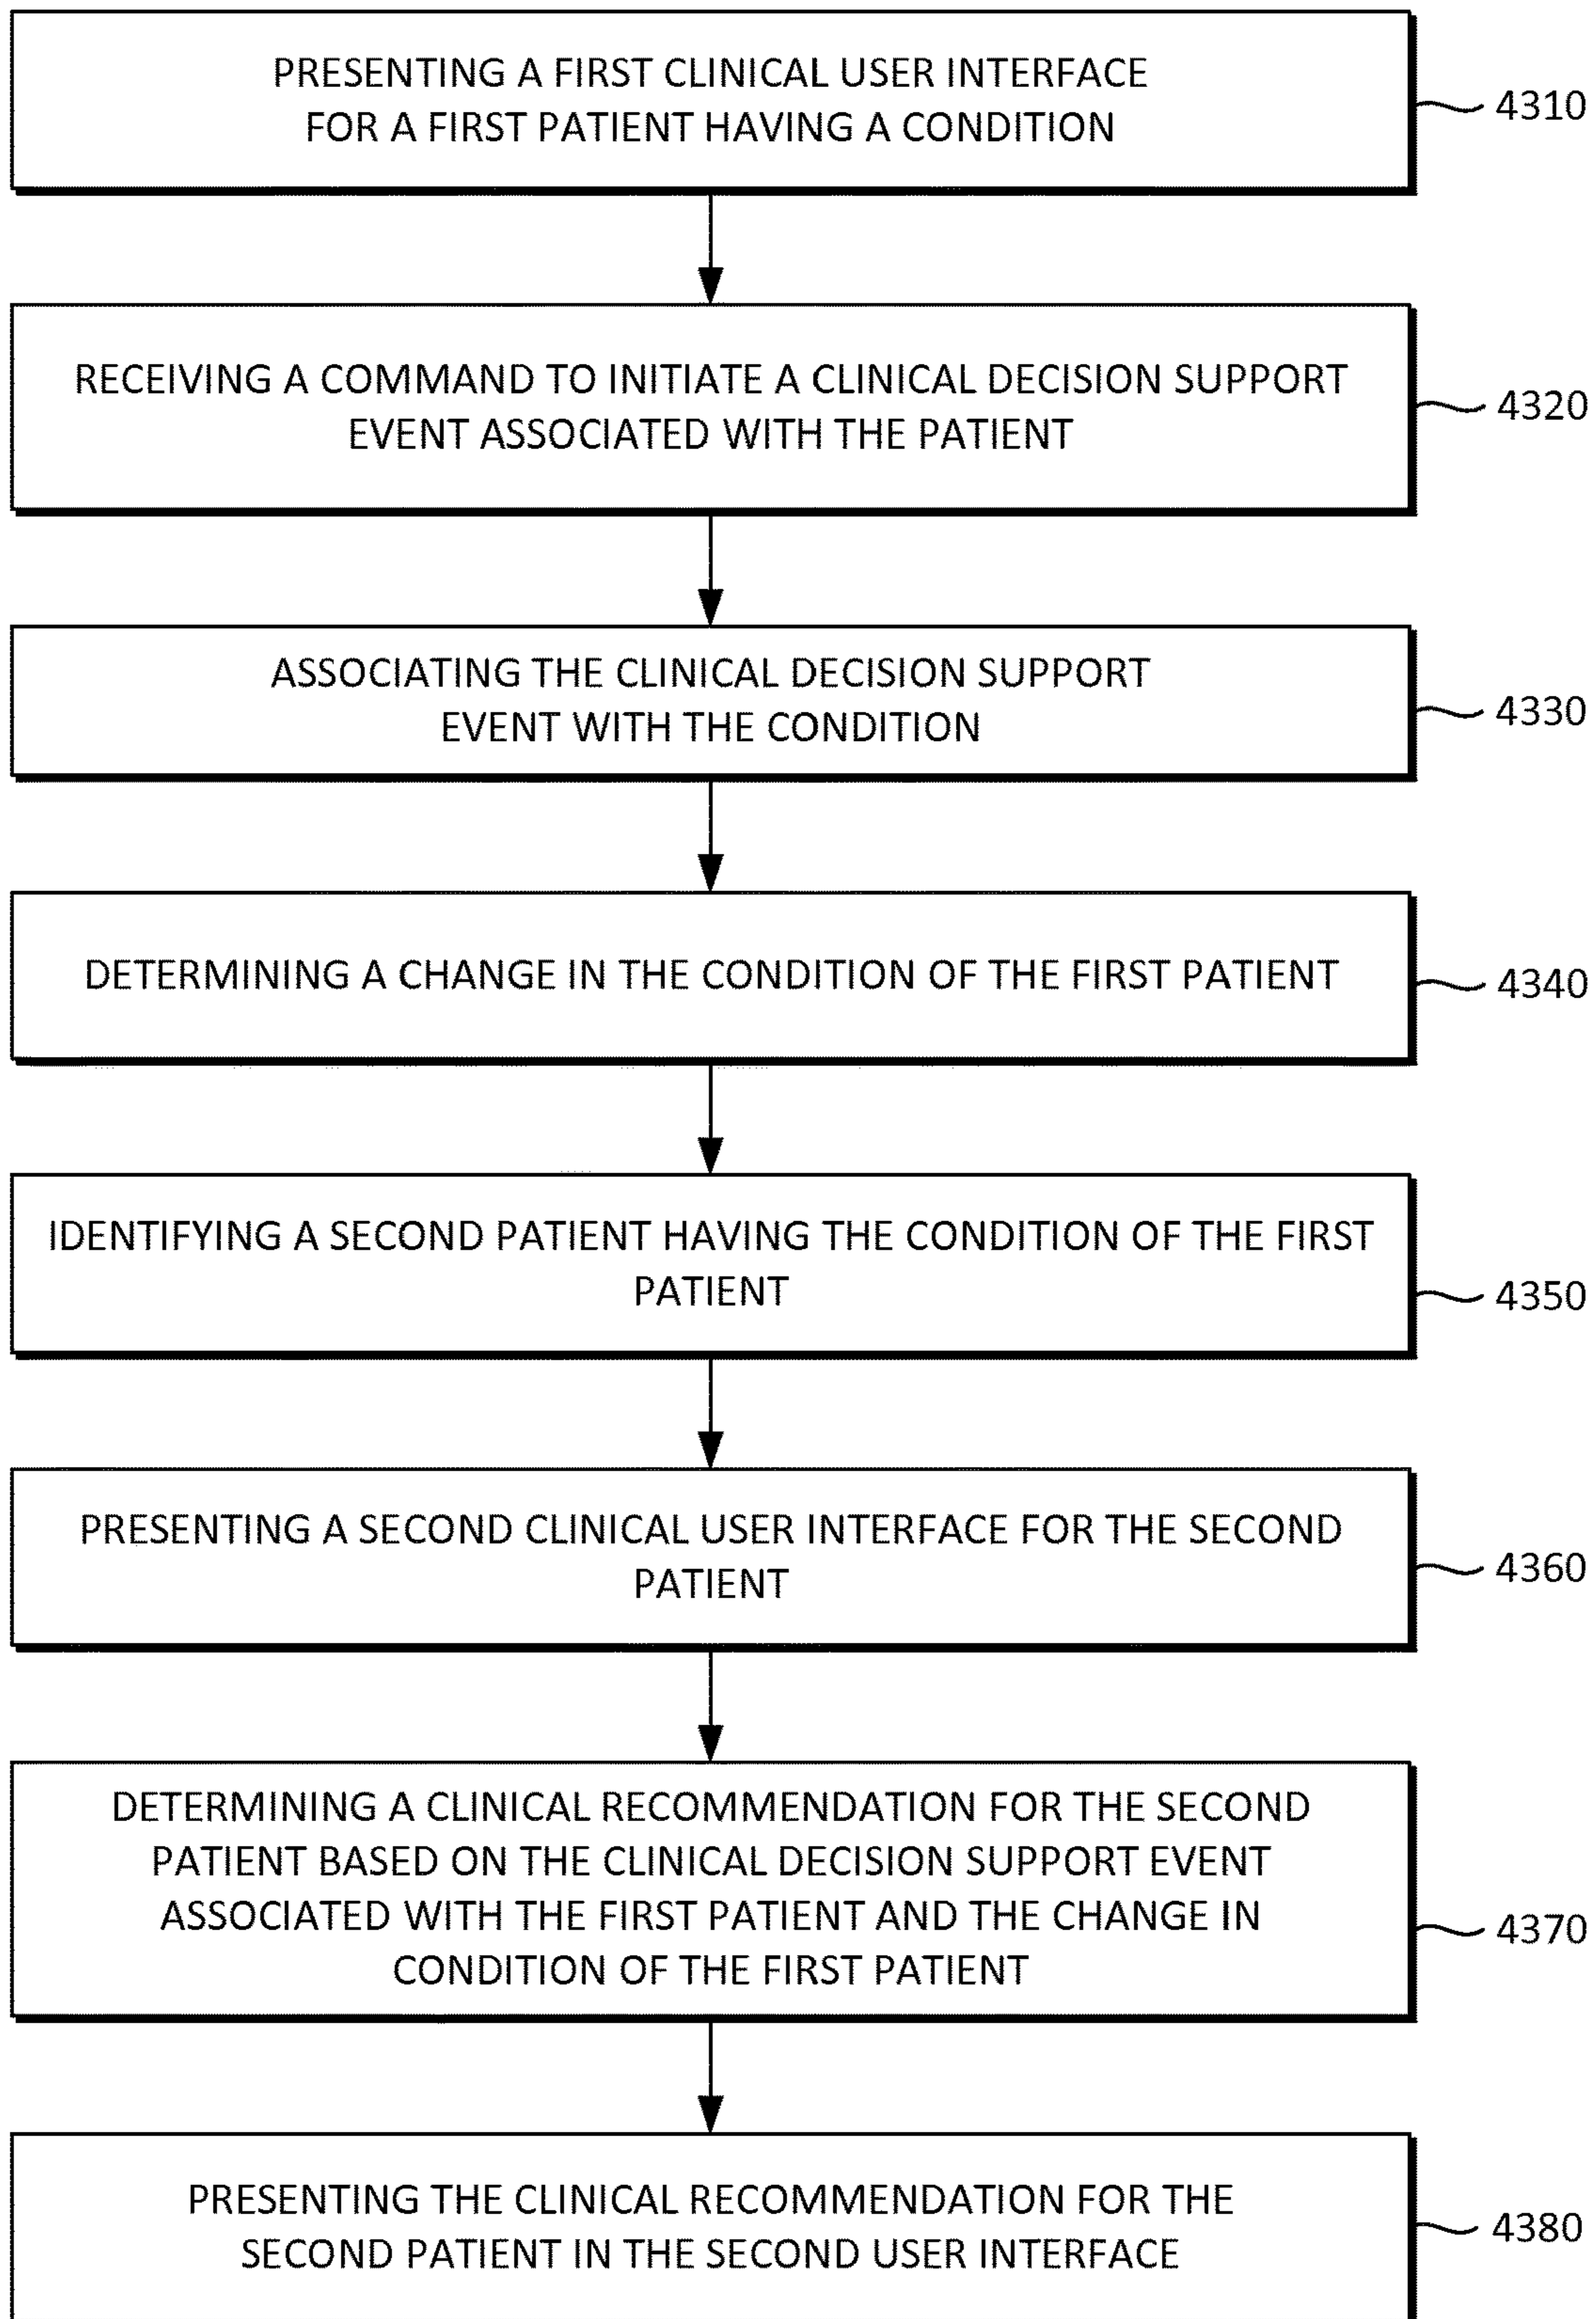 PRESENTING A FIRST CLINICAL USER INTERFACE
FOR A FIRST PATIENT HAVING A CONDITION
4310
RECEIVING A COMMAND TO INITIATE A CLINICAL DECISION SUPPORT
EVENT ASSOCIATED WITH THE PATIENT
4320
ASSOCIATING THE CLINICAL DECISION SUPPORT
EVENT WITH THE CONDITION
4330
DETERMINING A CHANGE IN THE CONDITION OF THE FIRST PATIENT
4340
IDENTIFYING A SECOND PATIENT HAVING THE CONDITION OF THE FIRST
PATIENT
4350
PRESENTING A SECOND CLINICAL USER INTERFACE FOR THE SECOND
PATIENT
4360
DETERMINING A CLINICAL RECOMMENDATION FOR THE SECOND
PATIENT BASED ON THE CLINICAL DECISION SUPPORT EVENT
ASSOCIATED WITH THE FIRST PATIENT AND THE CHANGE IN
CONDITION OF THE FIRST PATIENT
4370
PRESENTING THE CLINICAL RECOMMENDATION FOR THE
SECOND PATIENT IN THE SECOND USER INTERFACE
4380